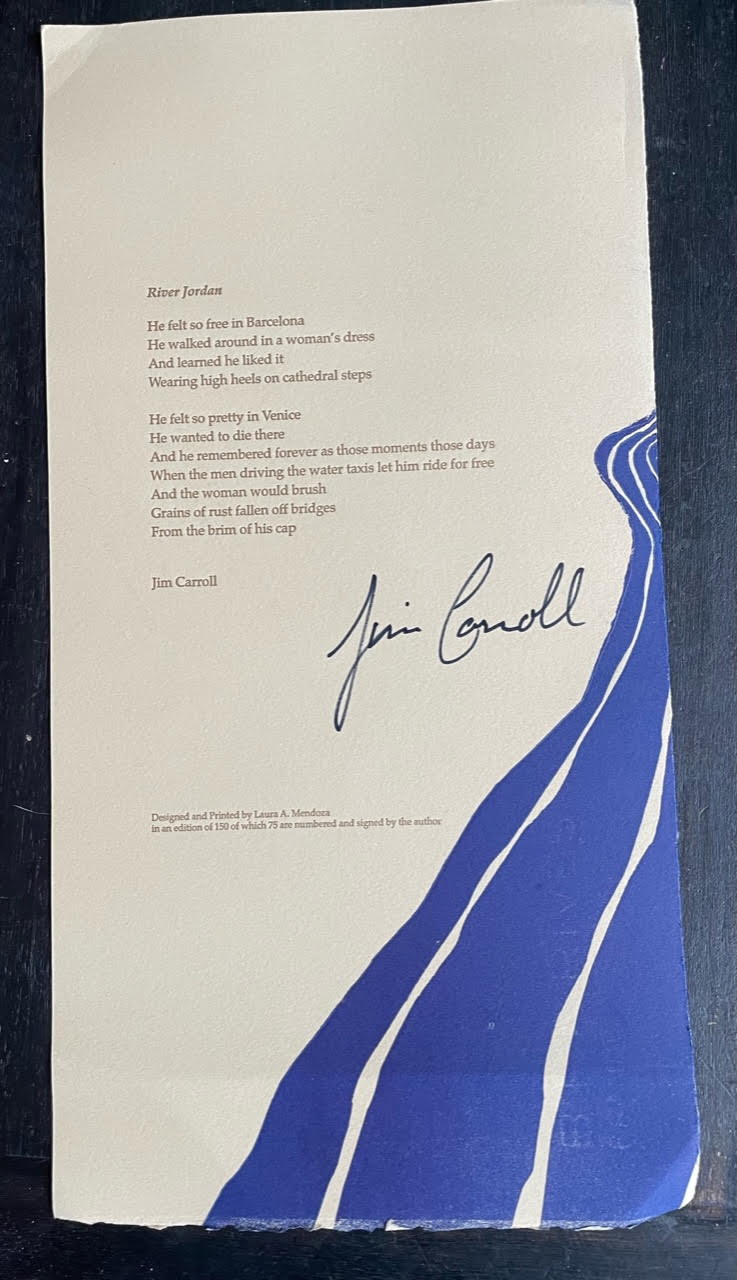 River Jordan
He felt so free in Barcelona
He walked around in a woman's dress
And learned he liked it
Wearing high heels on cathedral steps
He felt so pretty in Venice
He wanted to die there
And he remembered forever as those moments those days
When the men driving the water taxis let him ride for free
And the woman would brush
Grains of rust fallen off bridges
From the brim of his cap
Jim Carroll
Jim Carroll
Designed and Printed by Laura A. Mendoza
in an edition of 150 of which 75 are numbered and signed by the author